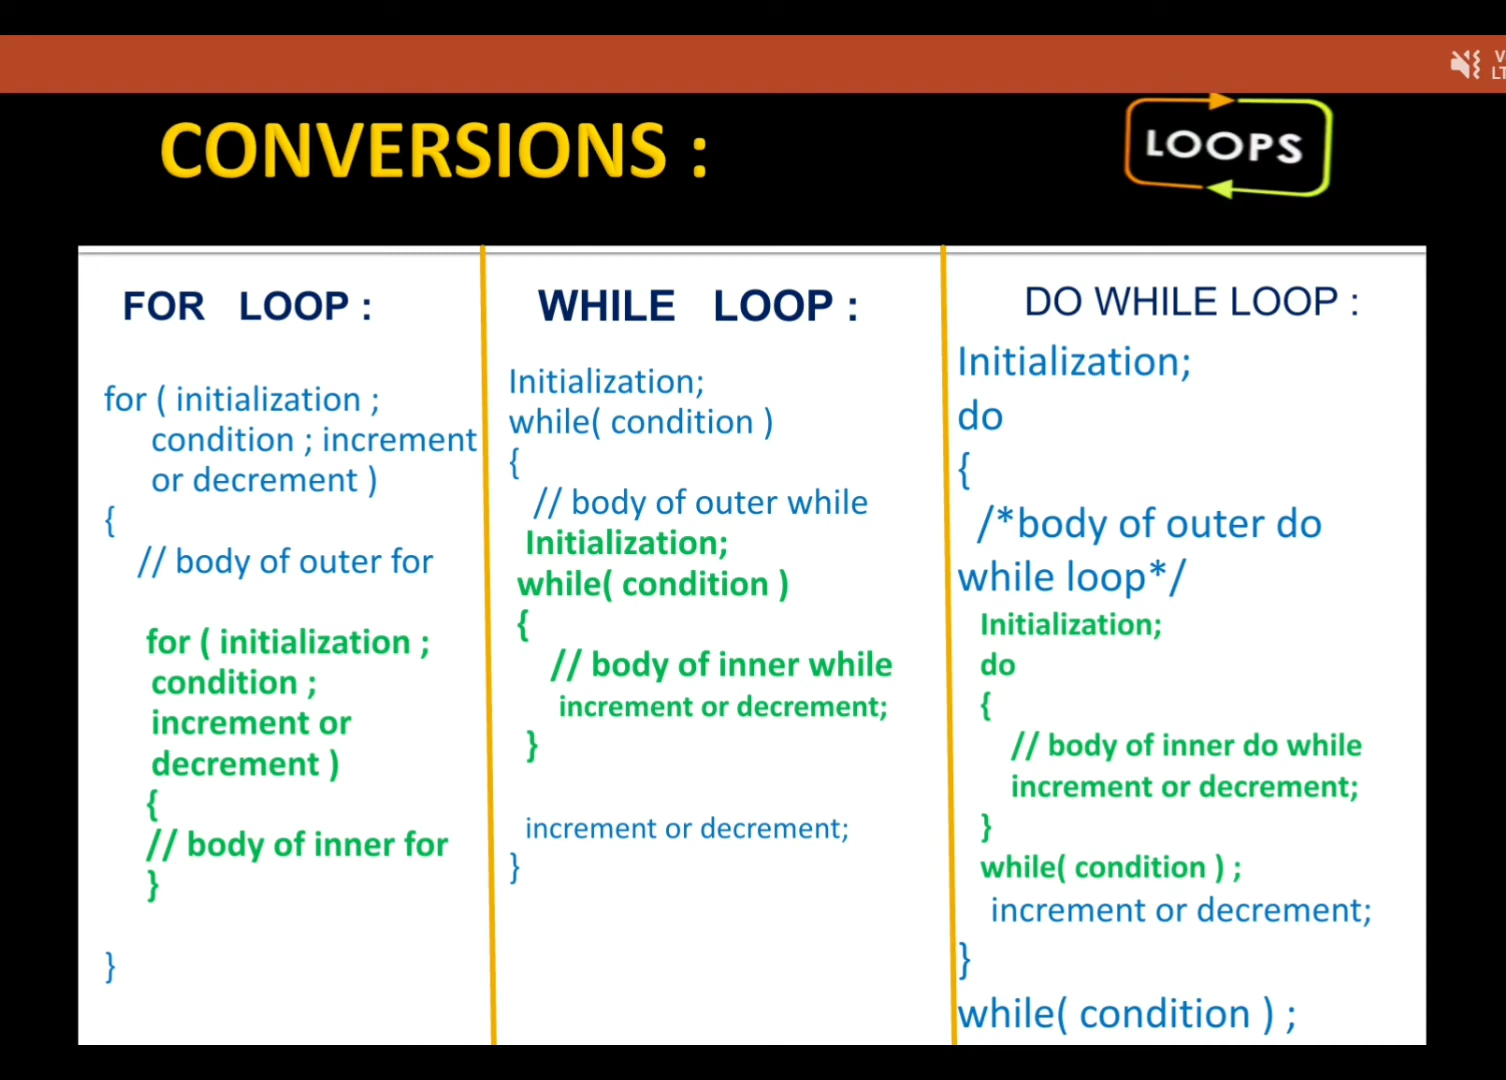 V
LT
CONVERSIONS :
LOOPS
FOR LOOP :
for ( initialization ;
condition ; increment
or decrement )
{
// body of outer for
for ( initialization ;
condition ;
increment or
decrement )
{
// body of inner for
}
}
WHILE LOOP :
Initialization;
while( condition )
{
// body of outer while
Initialization;
while( condition )
{
// body of inner while
increment or decrement;
}
increment or decrement;
}
DO WHILE LOOP :
Initialization;
do
{
/*body of outer do
while loop*/
Initialization;
do
{
// body of inner do while
increment or decrement;
}
while( condition ) ;
increment or decrement;
}
while( condition ) ;